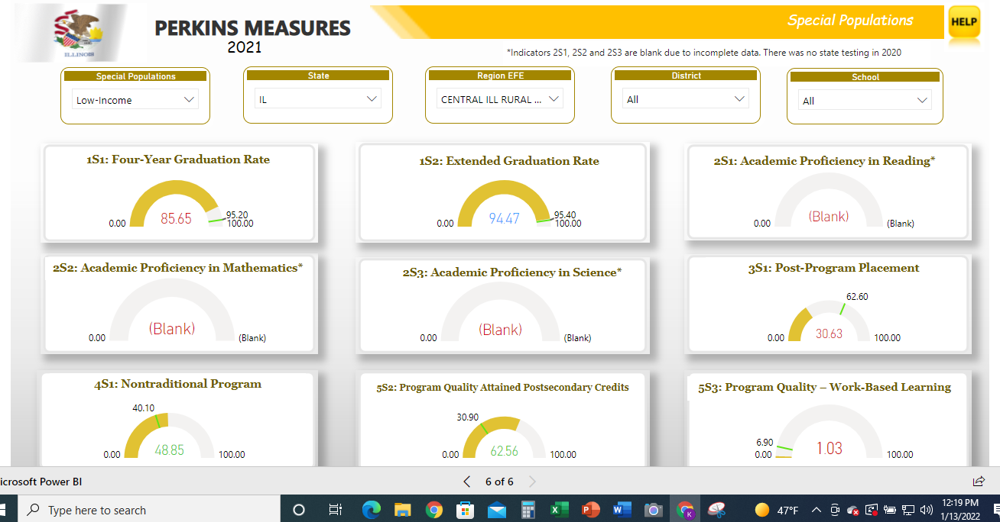 ILLINOIS
PERKINS MEASURES
2021
Special Populations
HELP
*Indicators 2S1, 2S2 and 2S3 are blank due to incomplete data. There was no state testing in 2020
Special Populations
Low-Income
State
IL
Region EFE
CENTRAL ILL RURAL ...
District
All
School
All
1S1: Four-Year Graduation Rate
85.65
0.00
95.20
100.00
1S2: Extended Graduation Rate
94.47
0.00
95.40
100.00
2S1: Academic Proficiency in Reading*
(Blank)
0.00
(Blank)
2S2: Academic Proficiency in Mathematics*
(Blank)
0.00
(Blank)
2S3: Academic Proficiency in Science*
(Blank)
0.00
(Blank)
3S1: Post-Program Placement
62.60
30.63
0.00
100.00
4S1: Nontraditional Program
40.10
48.85
0.00
100.00
5S2: Program Quality Attained Postsecondary Credits
30.90
62.56
0.00
100.00
5S3: Program Quality – Work-Based Learning
6.90
1.03
0.00
100.00
icrosoft Power BI
6 of 6
Type here to search
47°F
12:19 PM
1/13/2022